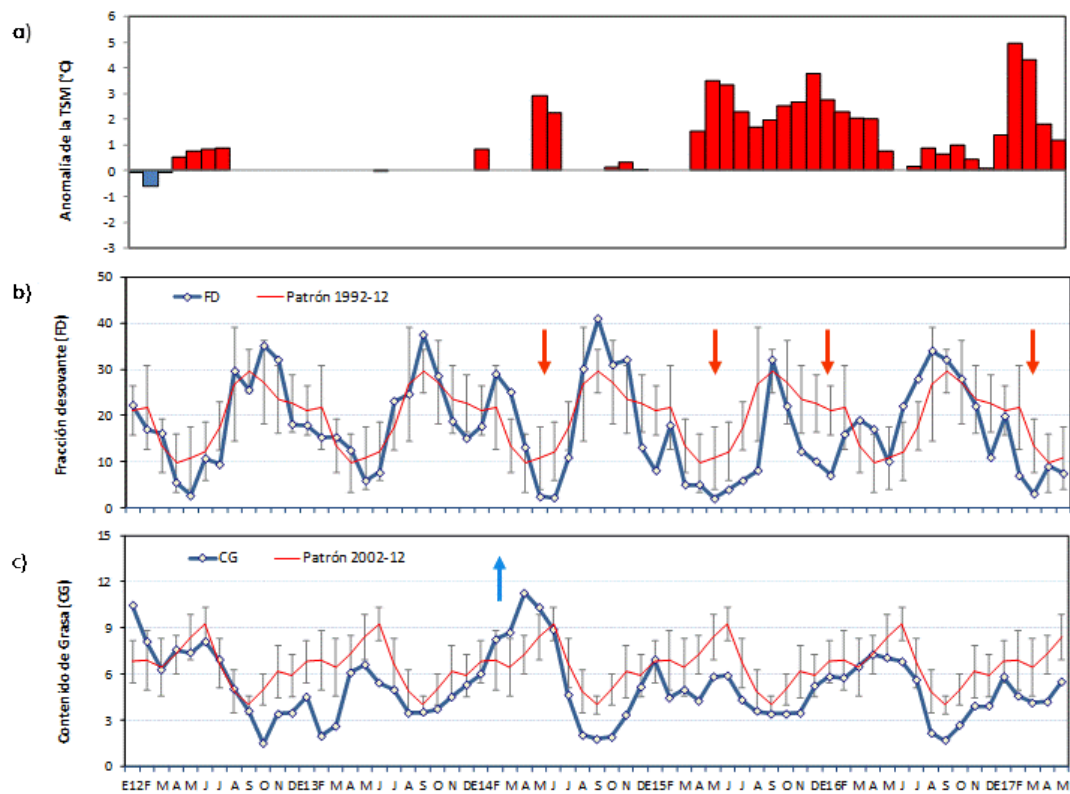 a)
Anomalía de la TSM (°C)
6
5
4
3
2
1
0
-1
-2
-3
b)
Fracción desovante (FD)
50
40
30
20
10
0
FD
Patrón 1992-12
c)
Contenido de Grasa (CG)
15
12
9
6
3
0
CG
Patrón 2002-12
E12F M A M J J A S O N DE13F M A M J J A S O N DE14F M A M J J A S O N DE15F M A M J J A S O N DE16F M A M J J A S O N DE17F M A M